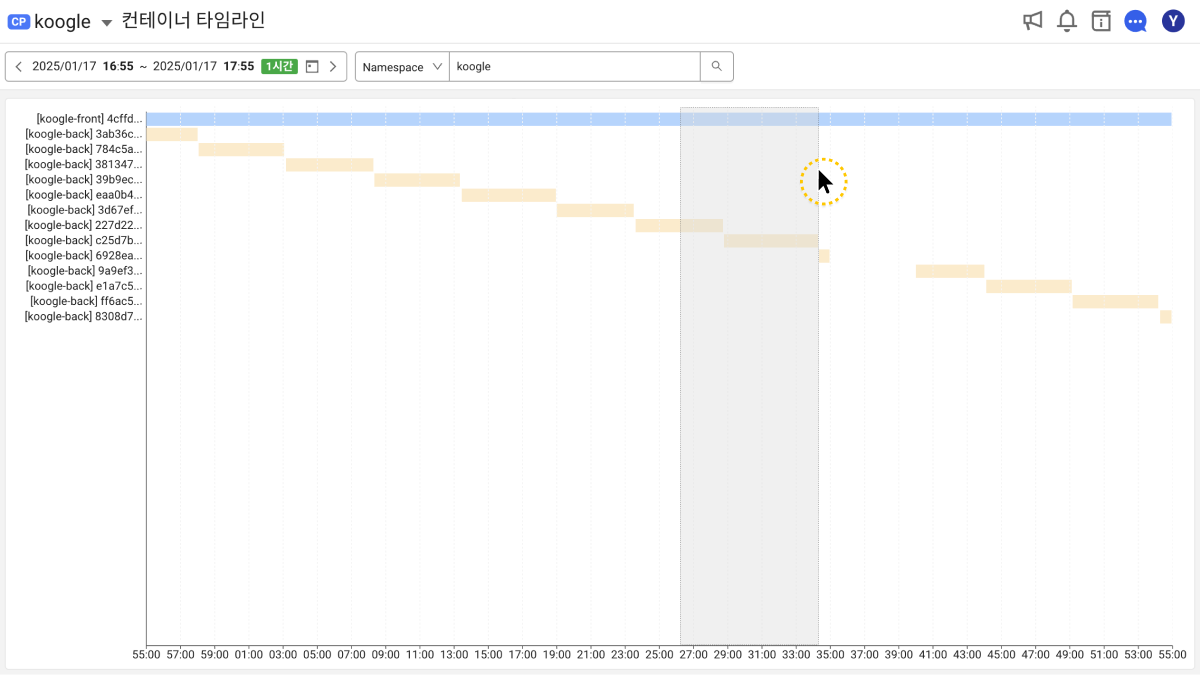 CP koogle 컨테이너 타임라인 Y
2025/01/17 16:55 ~ 2025/01/17 17:55 1시간 Namespace koogle
[koogle-front] 4cffd...
[koogle-back] 3ab36c...
[koogle-back] 784c5a...
[koogle-back] 381347...
[koogle-back] 39b9ec...
[koogle-back] eaa0b4...
[koogle-back] 3d67ef...
[koogle-back] 227d22...
[koogle-back] c25d7b...
[koogle-back] 6928ea...
[koogle-back] 9a9ef3...
[koogle-back] e1a7c5...
[koogle-back] ff6ac5...
[koogle-back] 8308d7...
55:00 57:00 59:00 01:00 03:00 05:00 07:00 09:00 11:00 13:00 15:00 17:00 19:00 21:00 23:00 25:00 27:00 29:00 31:00 33:00 35:00 37:00 39:00 41:00 43:00 45:00 47:00 49:00 51:00 53:00 55:00